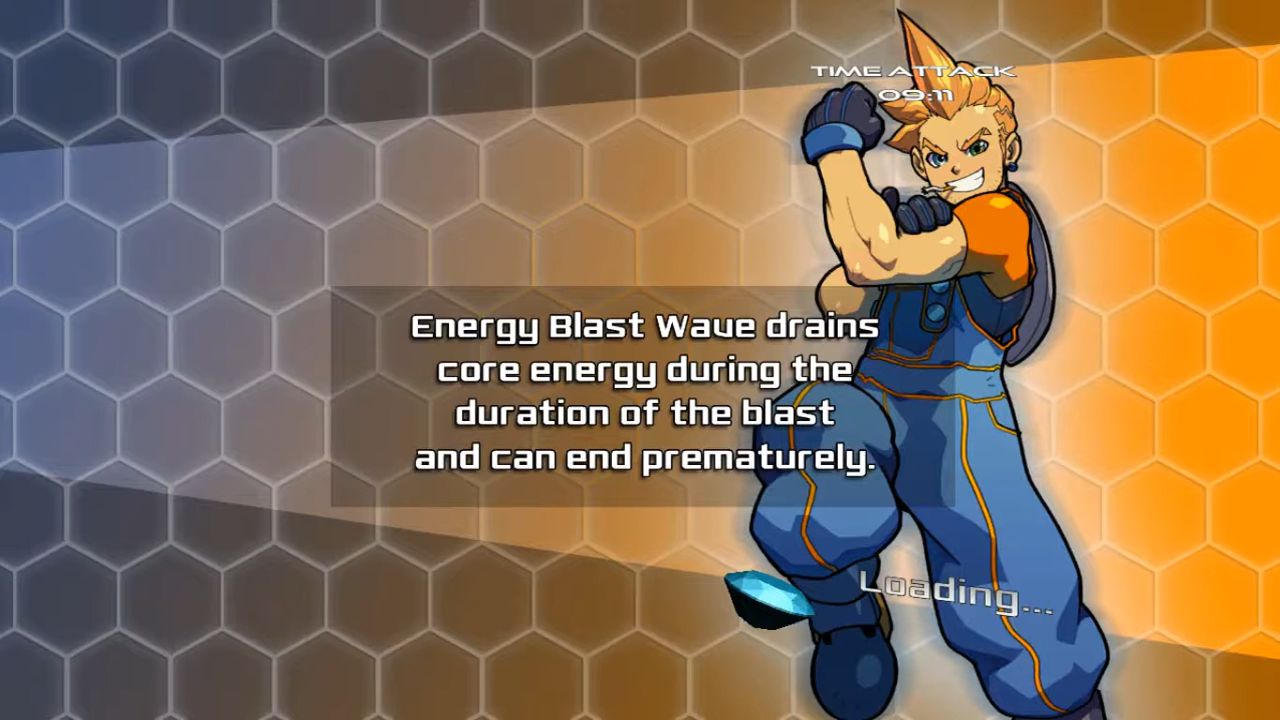 TIME ATTACK
09:11
Energy Blast Wave drains
core energy during the
duration of the blast
and can end prematurely.
Loading...